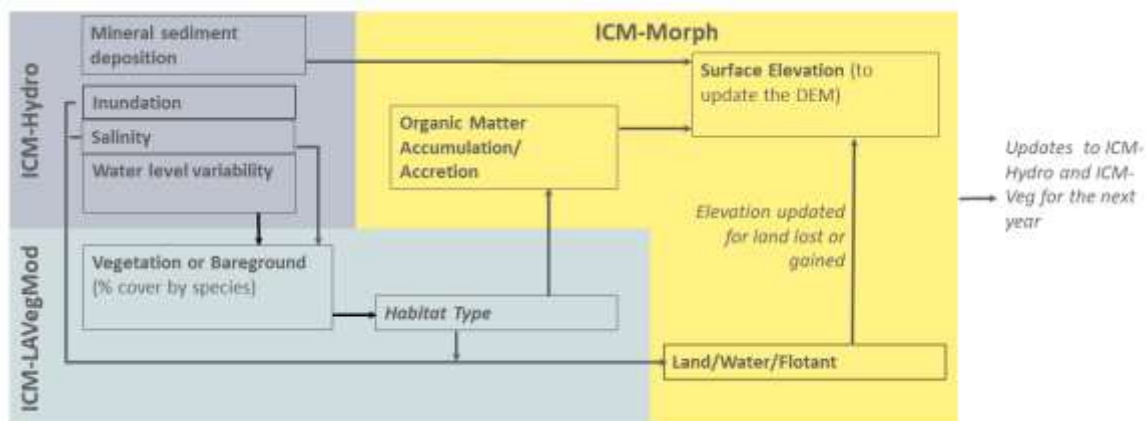 ICM-Hydro
Mineral sediment
deposition
Inundation
Salinity
Water level variability
ICM-Morph
Surface Elevation (to
update the DEM)
Organic Matter
Accumulation/
Accretion
Elevation updated
for land lost or
gained
Updates to ICM-
Hydro and ICM-
Veg for the next
year
ICM-LAVegMod
Vegetation or Bareground
(% cover by species)
Habitat Type
Land/Water/Flotant